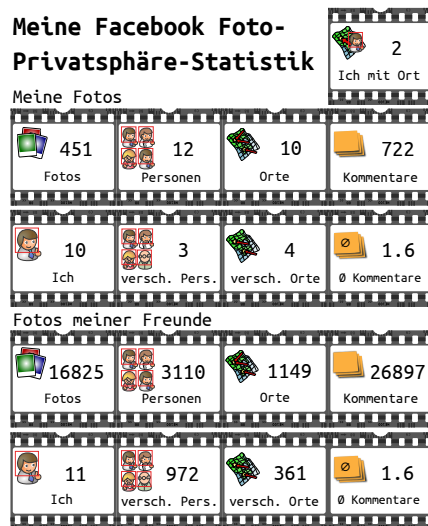 Meine Facebook Foto-
Privatsphäre-Statistik
2
Ich mit Ort
Meine Fotos
451 12 10 722
Fotos Personen Orte Kommentare
10 3 4 Ø 1.6
Ich versch. Pers. versch. Orte Ø Kommentare
Fotos meiner Freunde
16825 3110 1149 26897
Fotos Personen Orte Kommentare
11 972 361 Ø 1.6
Ich versch. Pers. versch. Orte Ø Kommentare